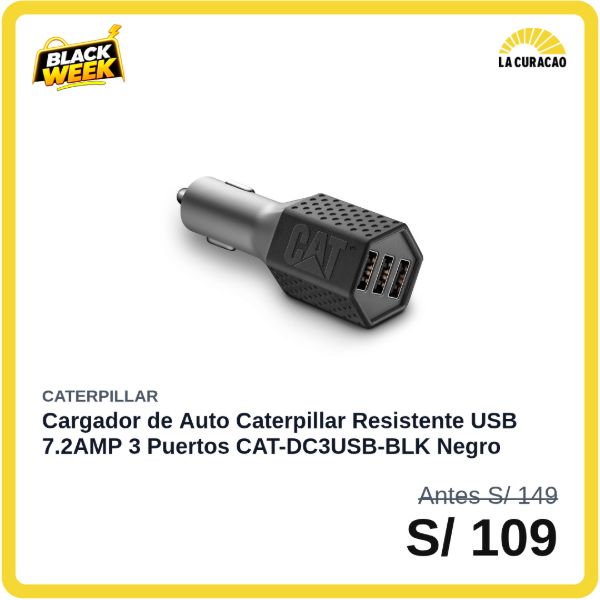 BLACK
WEEK
LA CURACAO
CAT
CATERPILLAR
Cargador de Auto Caterpillar Resistente USB
7.2AMP 3 Puertos CAT-DC3USB-BLK Negro
Antes S/ 149
S/ 109